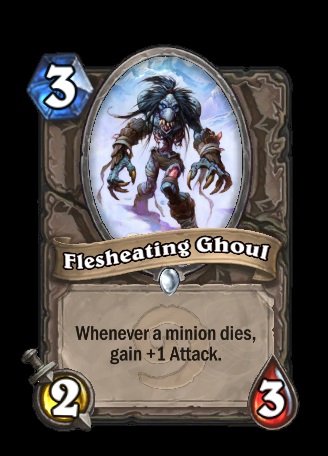 3
Flesheating Ghoul
Whenever a minion dies,
gain +1 Attack.
2
3